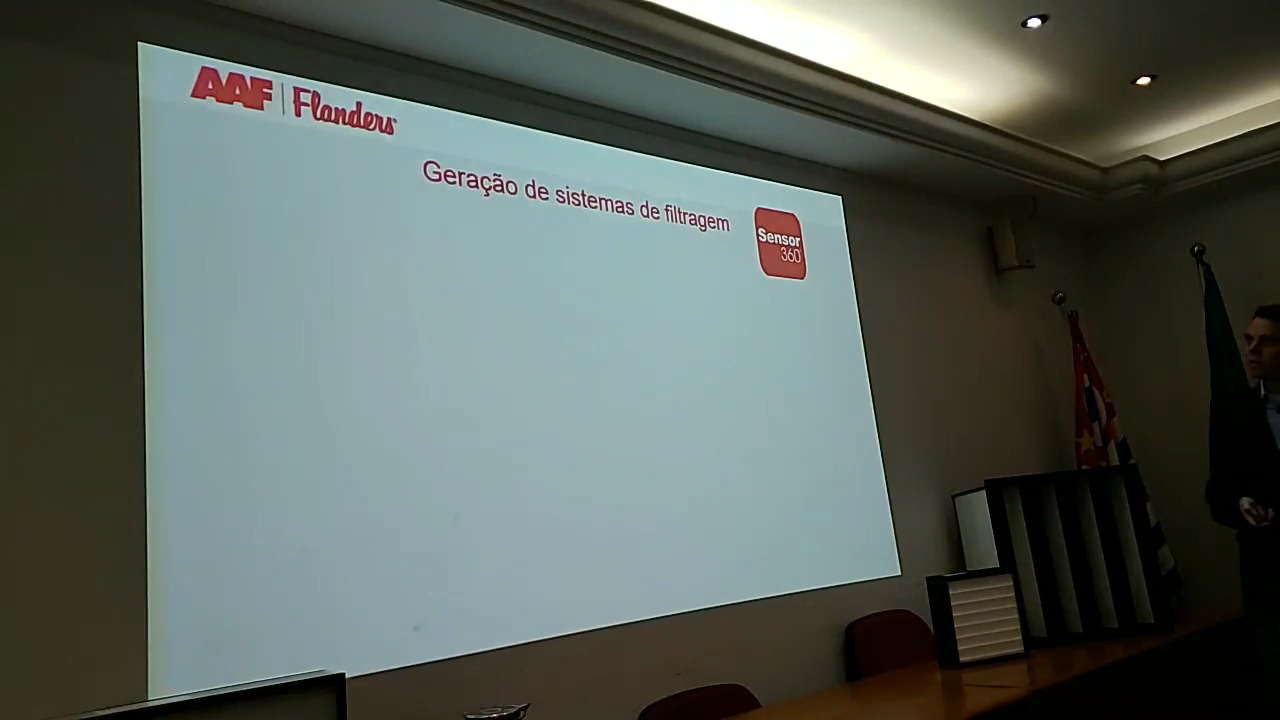 AAF | Flanders®
Geração de sistemas de filtragem
Sensor
360°